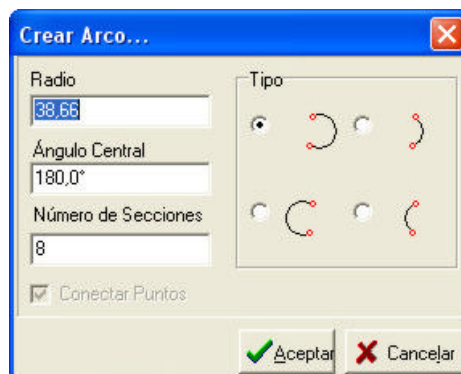 Crear Arco...
Radio
38,66
Ángulo Central
180,0°
Número de Secciones
8
Conectar Puntos
Tipo
Aceptar
Cancelar